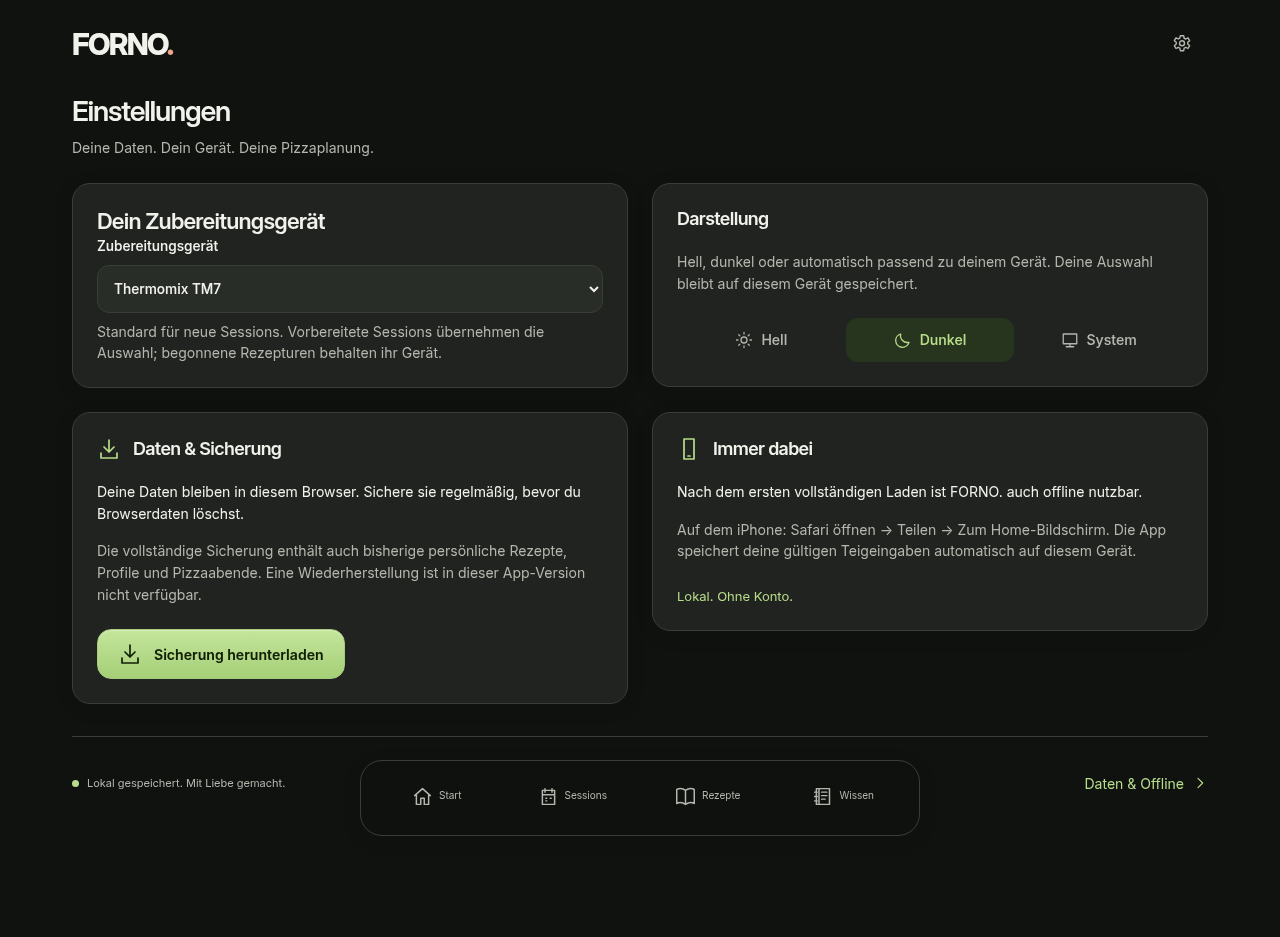 FORNO.
Einstellungen
Deine Daten. Dein Gerät. Deine Pizzaplanung.
Dein Zubereitungsgerät
Zubereitungsgerät
Thermomix TM7
Standard für neue Sessions. Vorbereitete Sessions übernehmen die
Auswahl; begonnene Rezepturen behalten ihr Gerät.
Darstellung
Hell, dunkel oder automatisch passend zu deinem Gerät. Deine Auswahl
bleibt auf diesem Gerät gespeichert.
Hell
Dunkel
System
Daten & Sicherung
Deine Daten bleiben in diesem Browser. Sichere sie regelmäßig, bevor du
Browserdaten löschst.
Die vollständige Sicherung enthält auch bisherige persönliche Rezepte,
Profile und Pizzaabende. Eine Wiederherstellung ist in dieser App-Version
nicht verfügbar.
Sicherung herunterladen
Immer dabei
Nach dem ersten vollständigen Laden ist FORNO. auch offline nutzbar.
Auf dem iPhone: Safari öffnen → Teilen → Zum Home-Bildschirm. Die App
speichert deine gültigen Teigeingaben automatisch auf diesem Gerät.
Lokal. Ohne Konto.
Lokal gespeichert. Mit Liebe gemacht.
Start
Sessions
Rezepte
Wissen
Daten & Offline